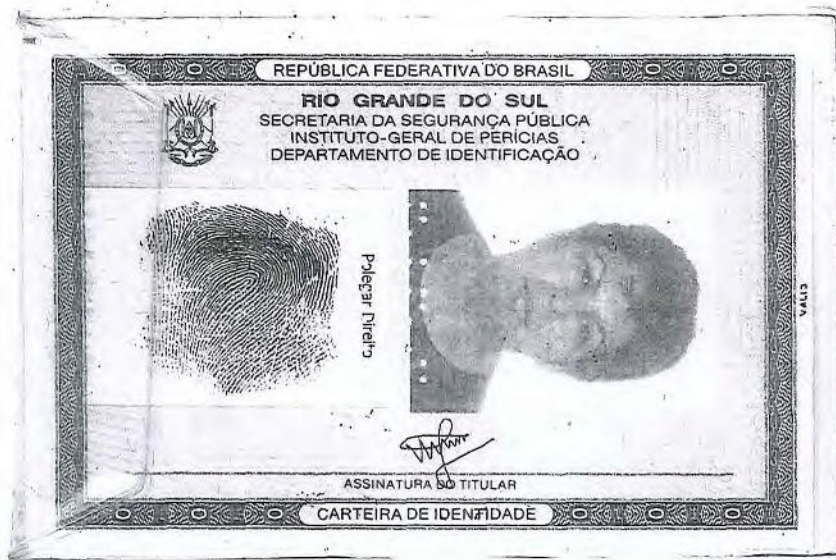 REPÚBLICA FEDERATIVA DO BRASIL
RIO GRANDE DO SUL
SECRETARIA DA SEGURANÇA PÚBLICA
INSTITUTO-GERAL DE PERÍCIAS
DEPARTAMENTO DE IDENTIFICAÇÃO
Polegar Direito
ASSINATURA DO TITULAR
CARTEIRA DE IDENTIDADE